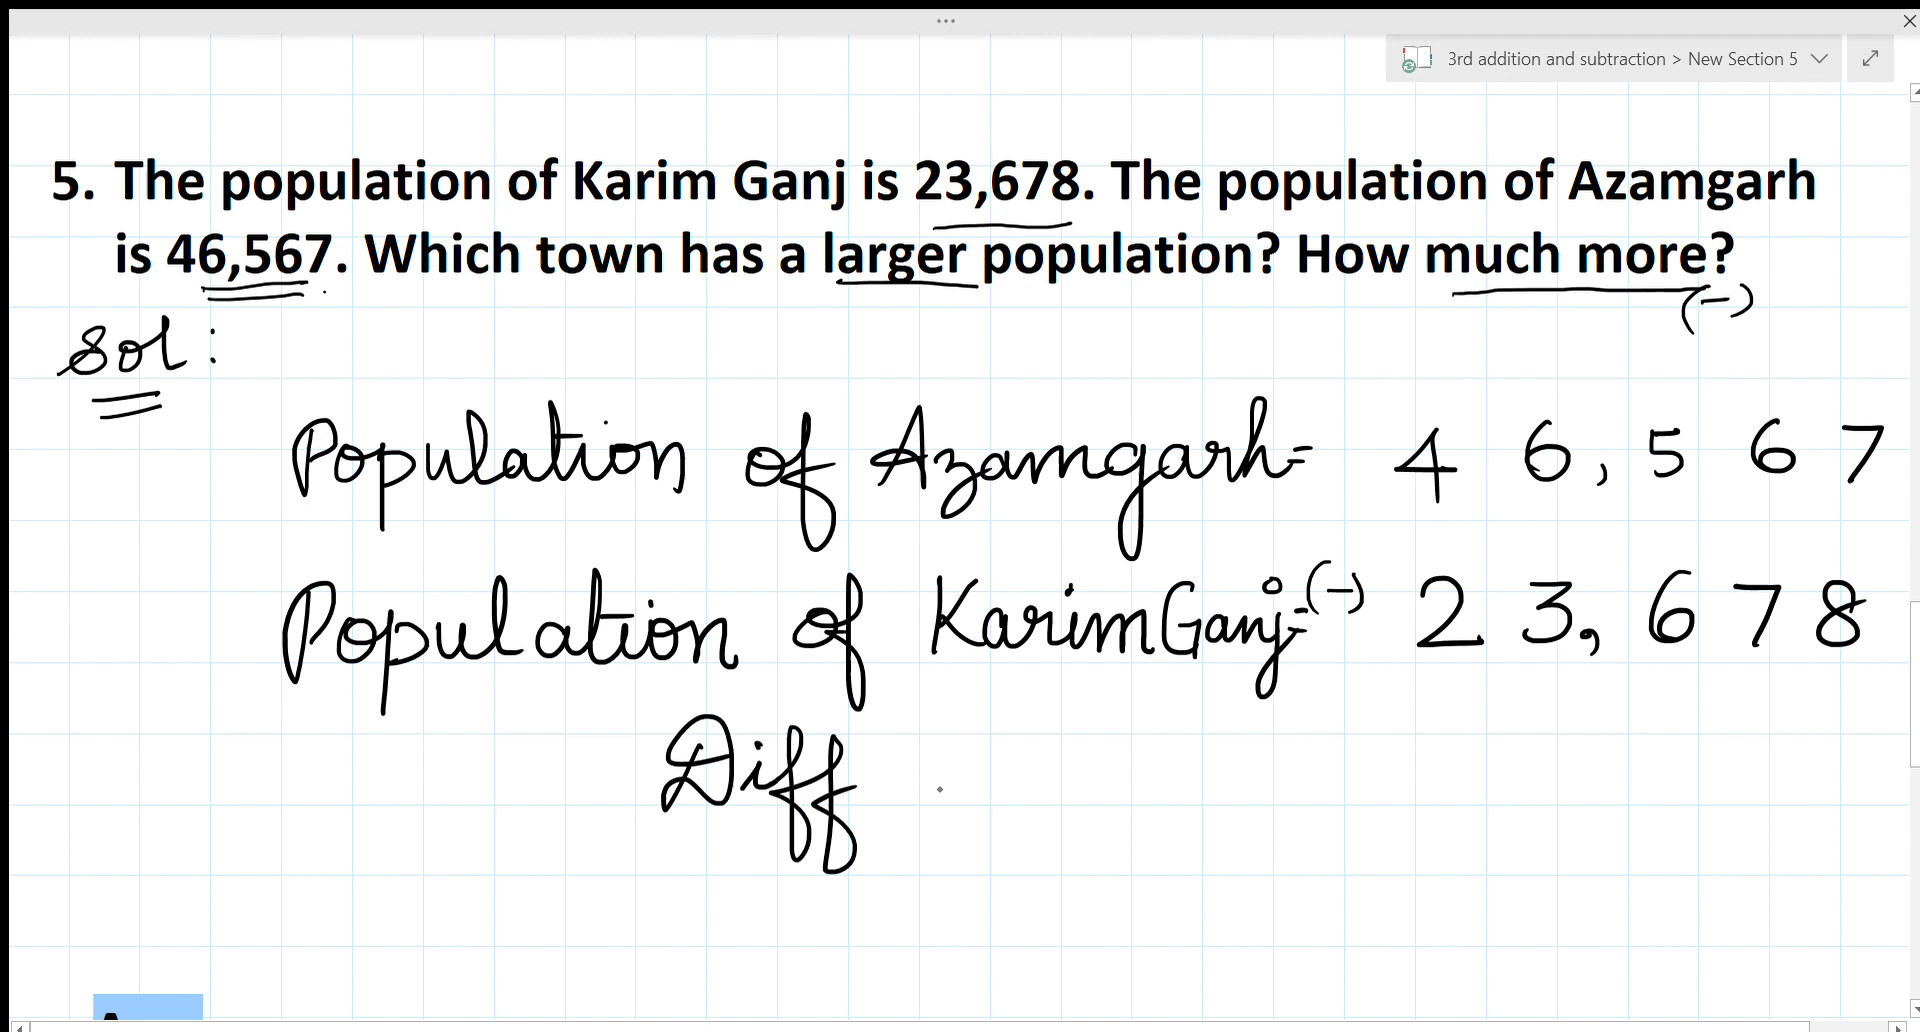 3rd addition and subtraction > New Section 5
5. The population of Karim Ganj is 23,678. The population of Azamgarh
is 46,567. Which town has a larger population? How much more?
(-)
Sol:
Population of Azamgarh= 4 6, 5 6 7
Population of Karim Ganj=(-) 2 3, 6 7 8
Diff